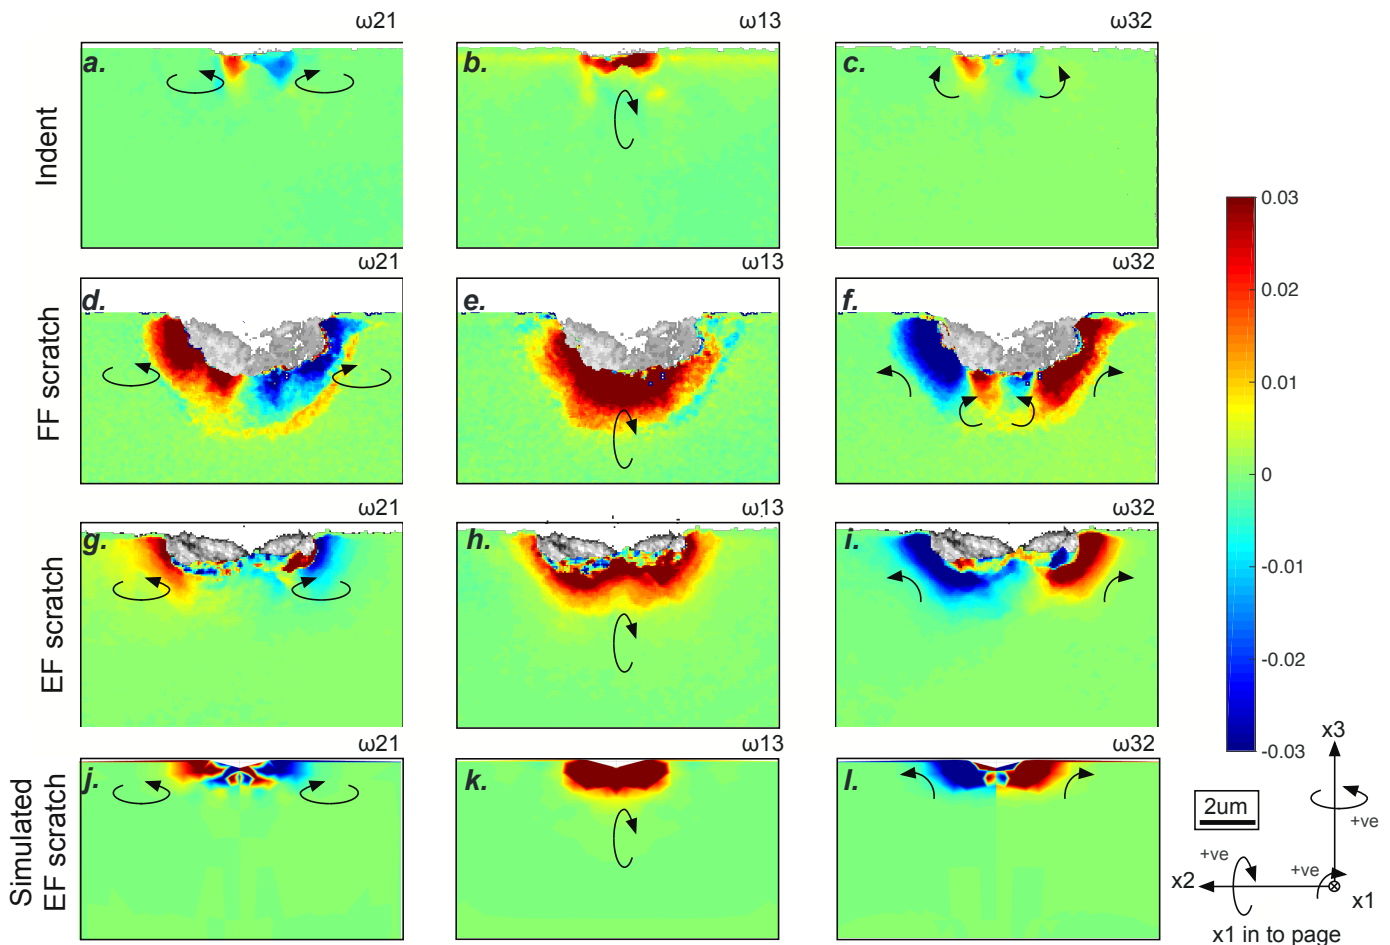 ω21
ω13
ω32
Indent
a.
b.
c.
ω21
ω13
ω32
FF scratch
d.
e.
f.
ω21
ω13
ω32
EF scratch
g.
h.
i.
ω21
ω13
ω32
Simulated
EF scratch
j.
k.
l.
0.03
0.02
0.01
0
-0.01
-0.02
-0.03
x3
2um
+ve
+ve
+ve
x2
x1
x1 in to page